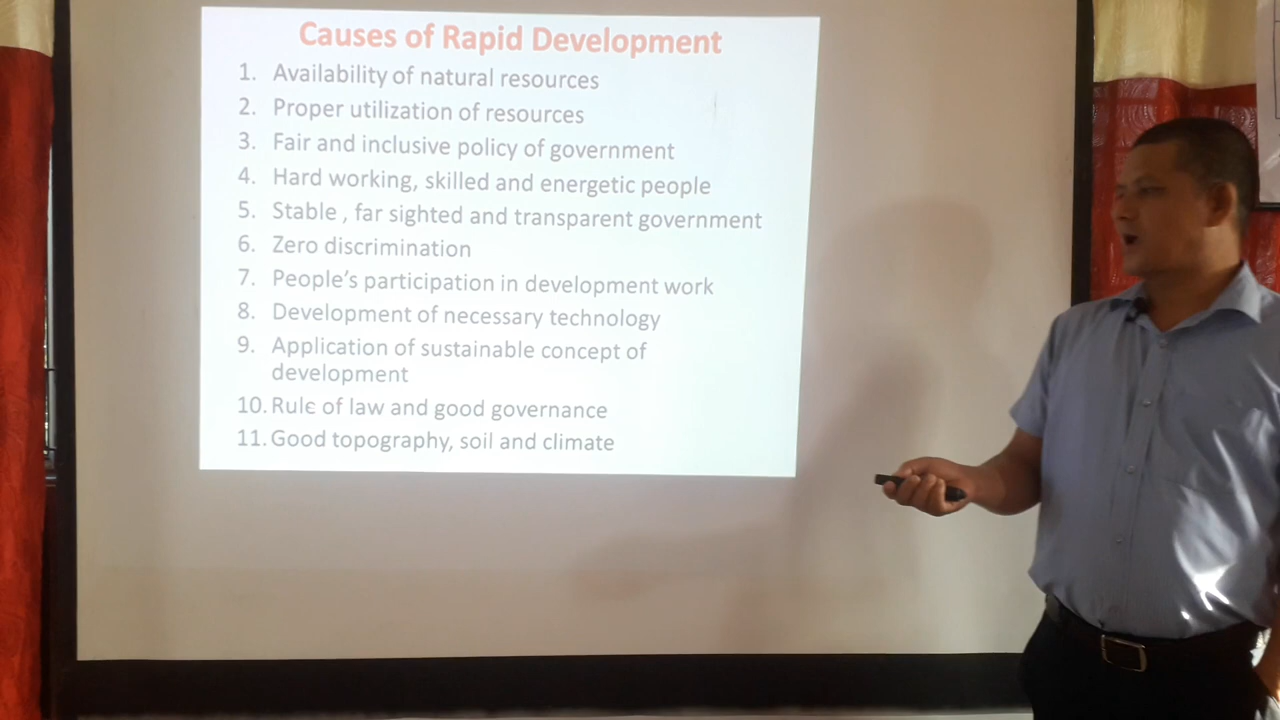 Causes of Rapid Development
1. Availability of natural resources
2. Proper utilization of resources
3. Fair and inclusive policy of government
4. Hard working, skilled and energetic people
5. Stable , far sighted and transparent government
6. Zero discrimination
7. People's participation in development work
8. Development of necessary technology
9. Application of sustainable concept of
development
10. Rule of law and good governance
11. Good topography, soil and climate